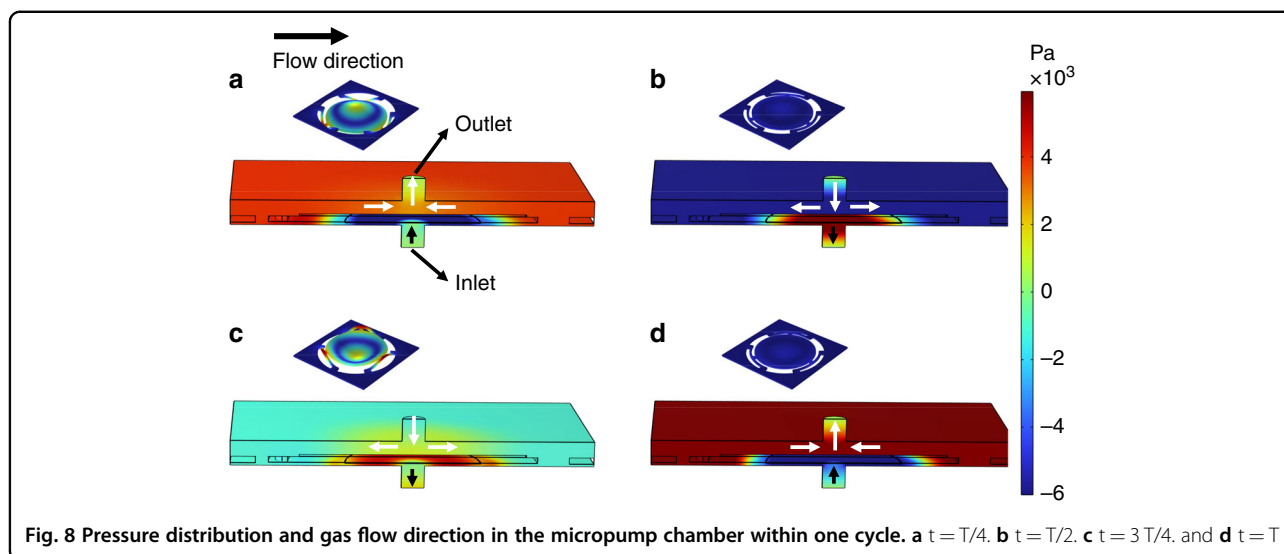 Flow direction
a
Outlet
Inlet
b
c
d
Pa
×10³
4
2
0
−2
−4
−6
Fig. 8 Pressure distribution and gas flow direction in the micropump chamber within one cycle. a t = T/4. b t = T/2. c t = 3 T/4. and d t = T